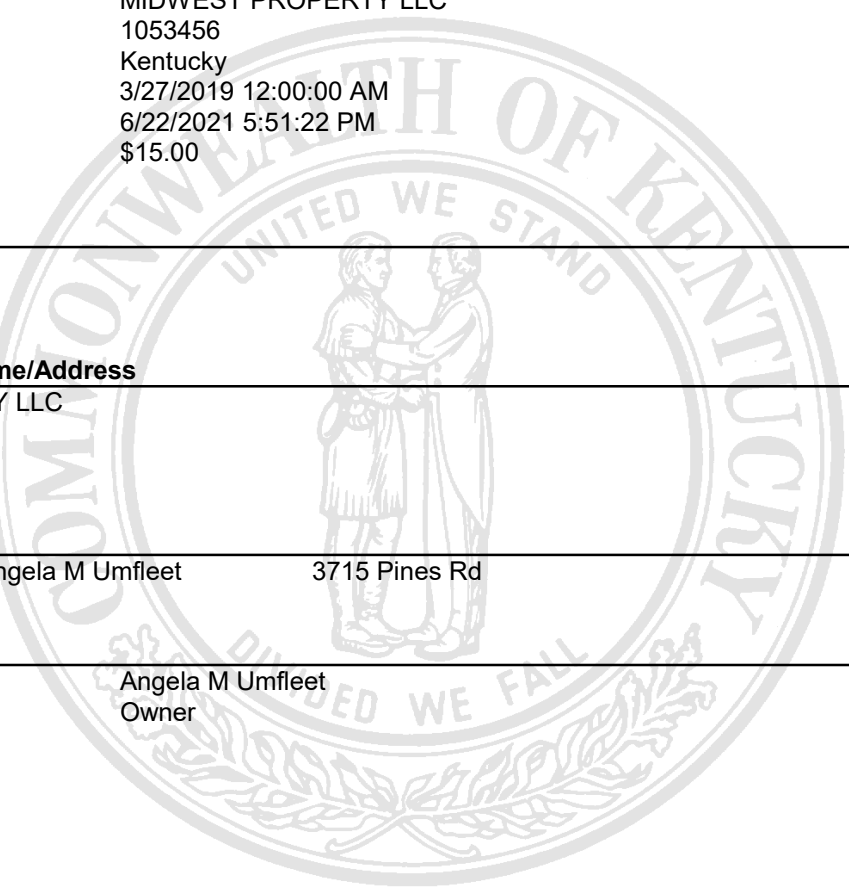 MIDWEST PROPERTY LLC
1053456
Kentucky
3/27/2019 12:00:00 AM
6/22/2021 5:51:22 PM
$15.00
COMMONWEALTH OF KENTUCKY
UNITED WE STAND
me/Address
Y LLC
ngela M Umfleet 3715 Pines Rd
Angela M Umfleet
Owner
DIVIDED WE FALL